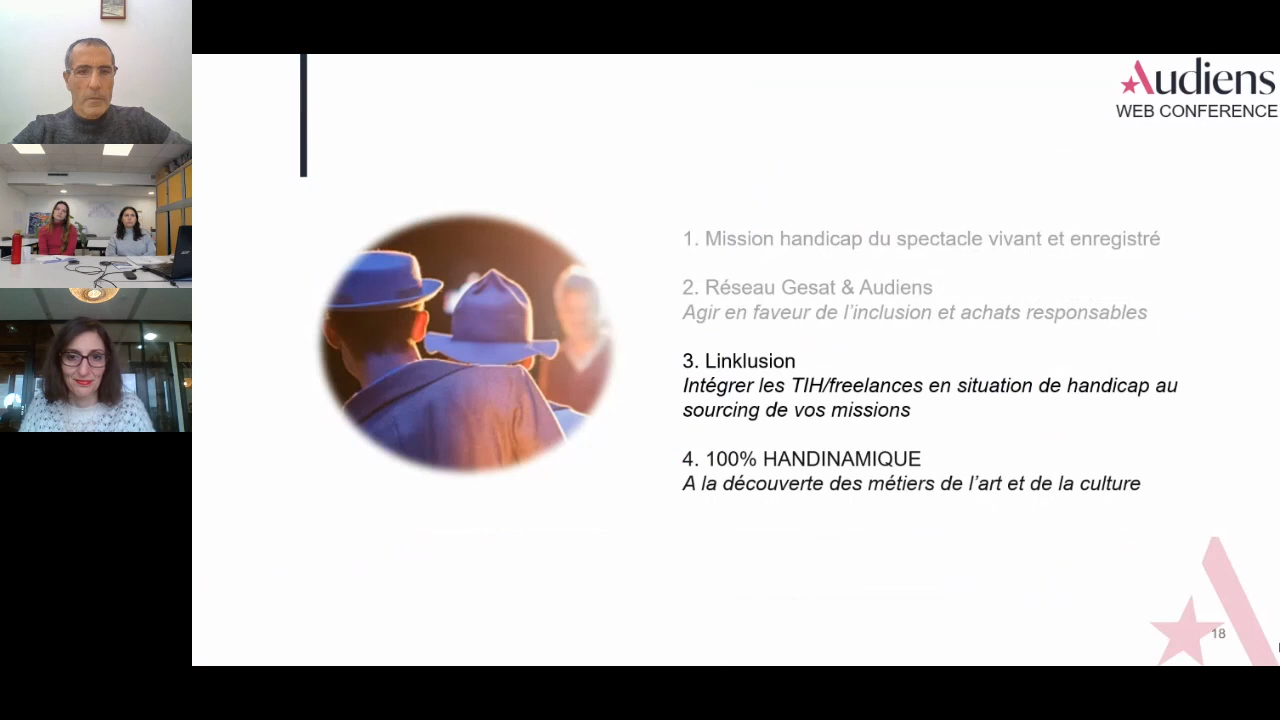 Audiens
WEB CONFERENCE
1. Mission handicap du spectacle vivant et enregistré
2. Réseau Gesat & Audiens
Agir en faveur de l'inclusion et achats responsables
3. Linklusion
Intégrer les TIH/freelances en situation de handicap au
sourcing de vos missions
4. 100% HANDINAMIQUE
A la découverte des métiers de l'art et de la culture
18